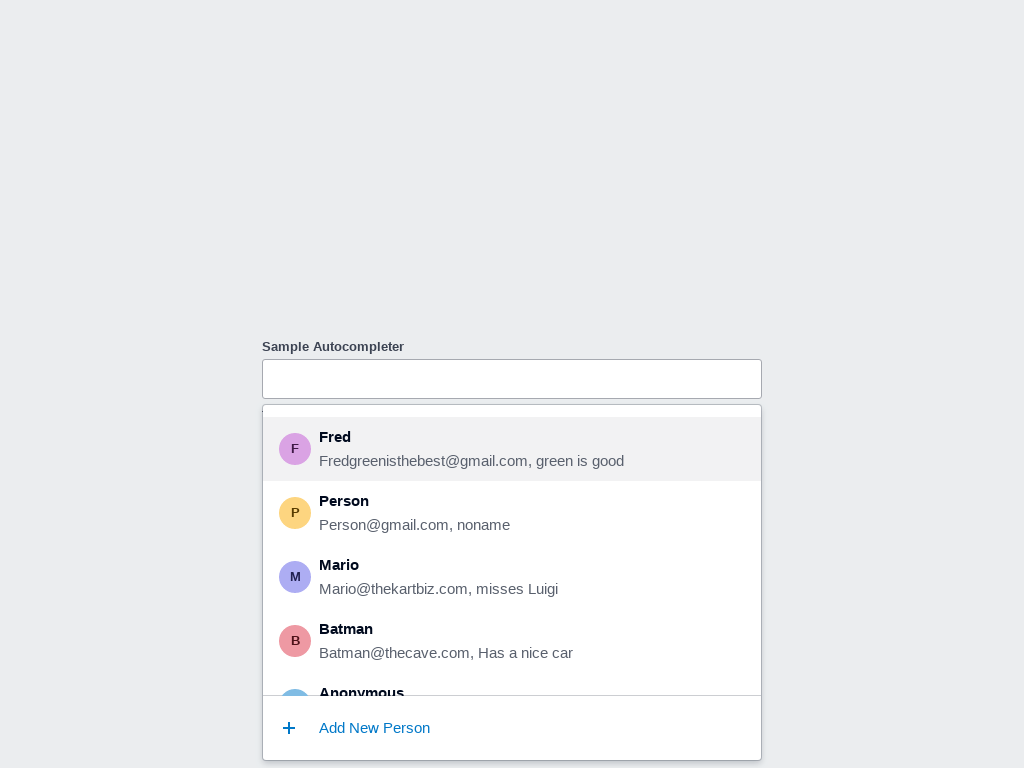 Sample Autocompleter
F
Fred
Fredgreenisthebest@gmail.com, green is good
P
Person
Person@gmail.com, noname
M
Mario
Mario@thekartbiz.com, misses Luigi
B
Batman
Batman@thecave.com, Has a nice car
Anonymous
+ Add New Person